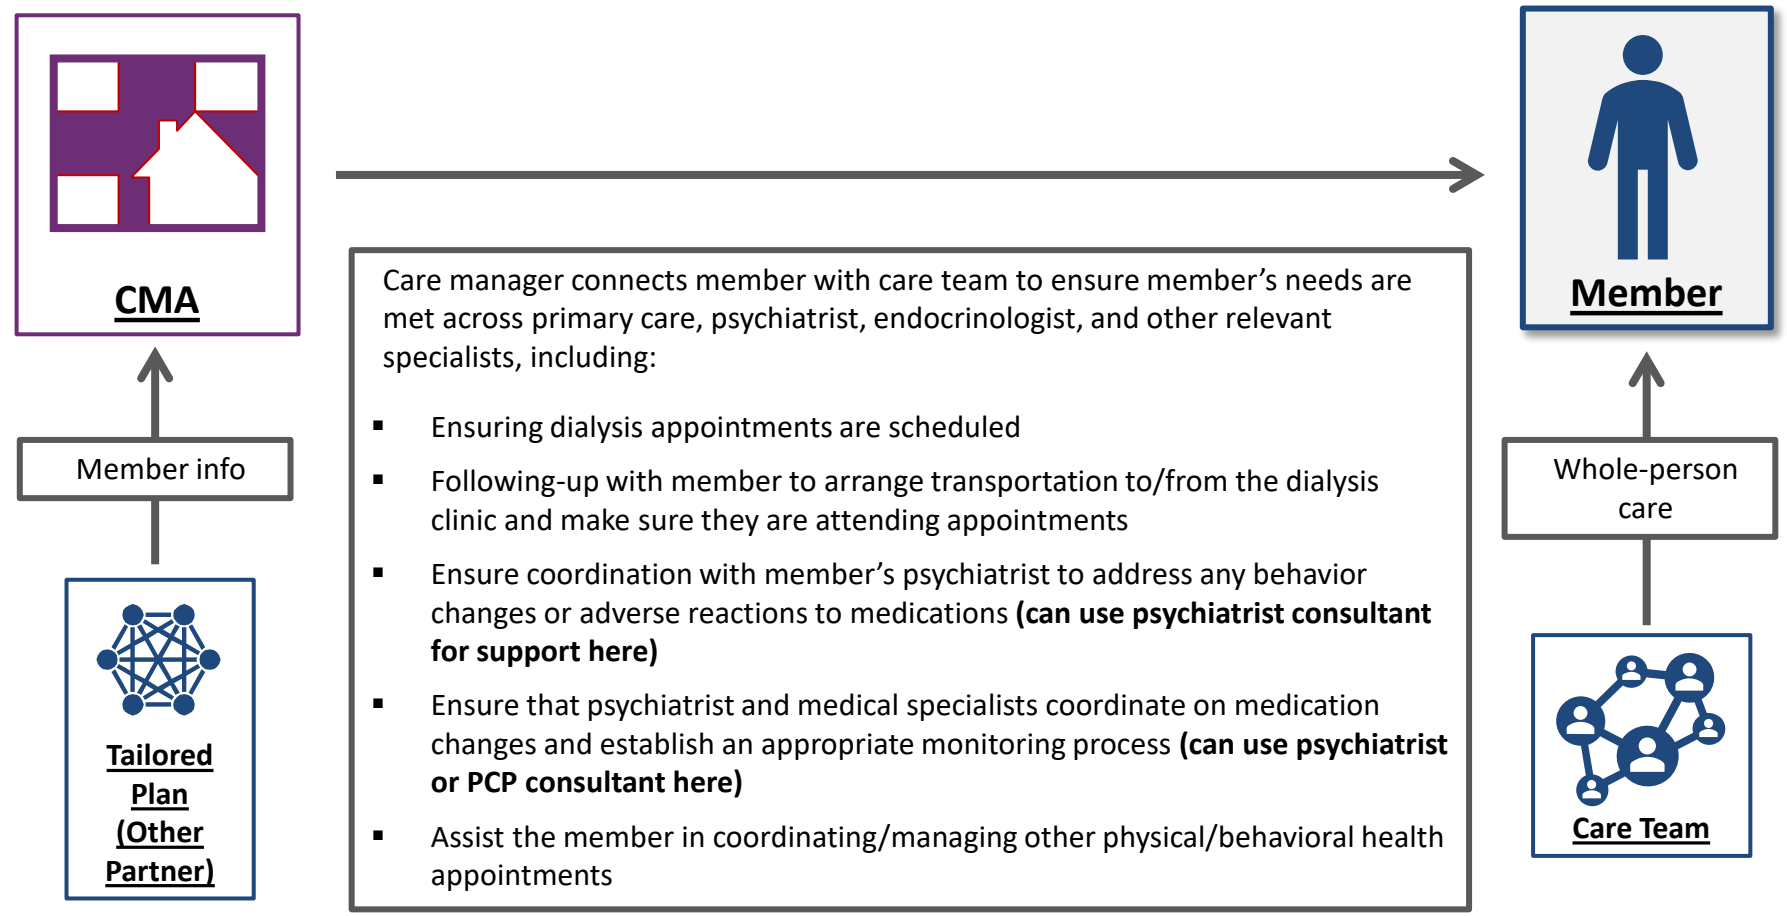 CMA
Member
Care manager connects member with care team to ensure member’s needs are
met across primary care, psychiatrist, endocrinologist, and other relevant
specialists, including:
▪ Ensuring dialysis appointments are scheduled
▪ Following-up with member to arrange transportation to/from the dialysis
clinic and make sure they are attending appointments
▪ Ensure coordination with member’s psychiatrist to address any behavior
changes or adverse reactions to medications (can use psychiatrist consultant
for support here)
▪ Ensure that psychiatrist and medical specialists coordinate on medication
changes and establish an appropriate monitoring process (can use psychiatrist
or PCP consultant here)
▪ Assist the member in coordinating/managing other physical/behavioral health
appointments
Member info
Tailored
Plan
(Other
Partner)
Whole-person
care
Care Team